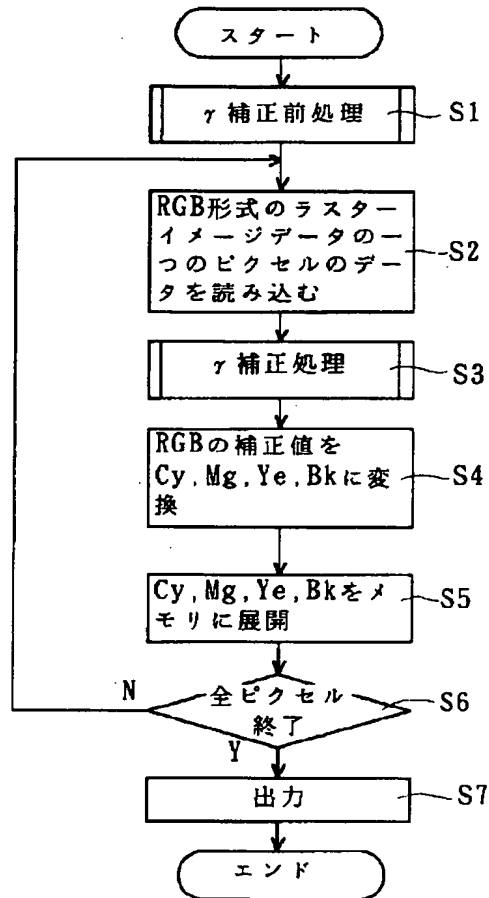 スタート
γ補正前処理
S1
RGB形式のラスター
イメージデータの一
つのピクセルのデー
タを読み込む
S2
γ補正処理
S3
RGBの補正値を
Cy,Mg,Ye,Bkに変
換
S4
Cy,Mg,Ye,Bkをメ
モリに展開
S5
全ピクセル
終了
S6
N
Y
出力
S7
エンド